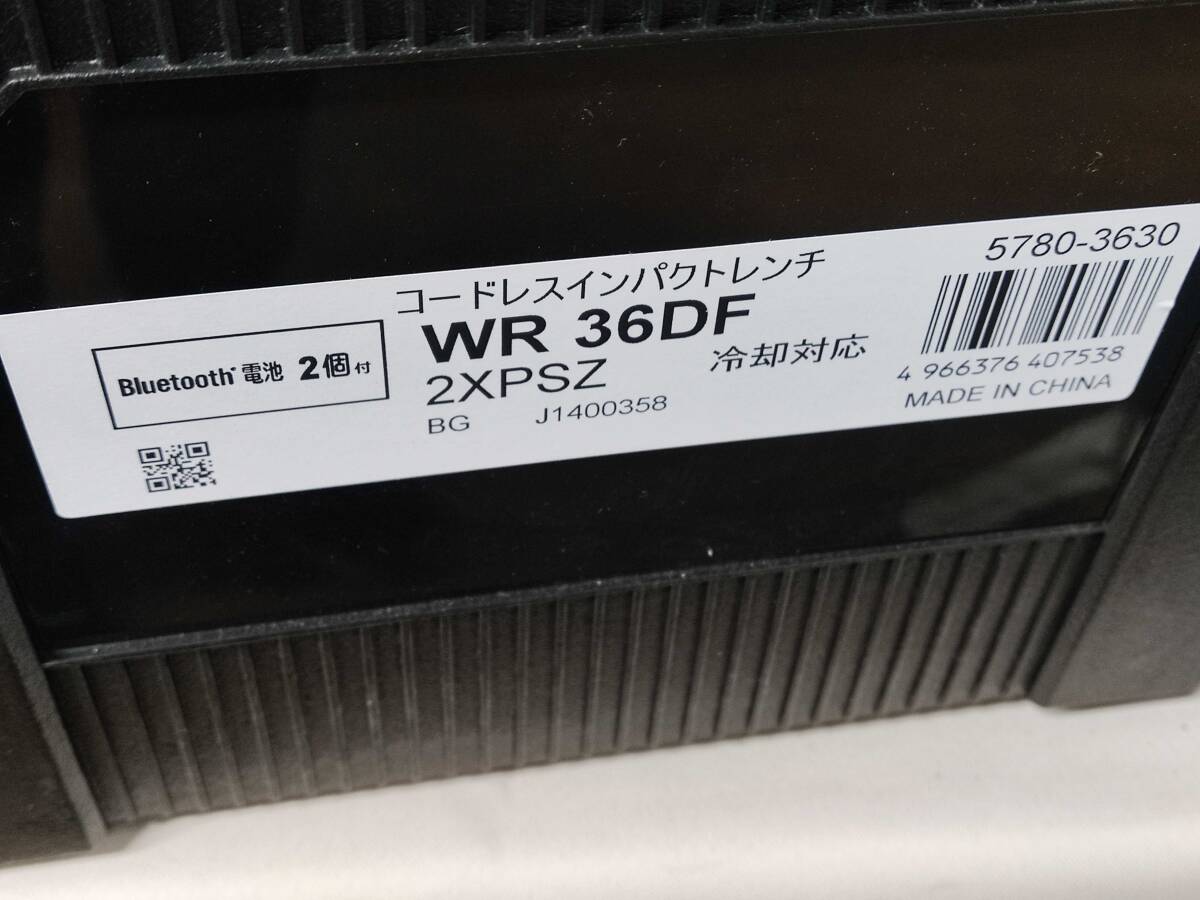 5780-3630
コードレスインパクトレンチ
WR 36DF
Bluetooth 電池 2個付
2XPSZ 冷却対応
4 966376 407538
BG J1400358
MADE IN CHINA